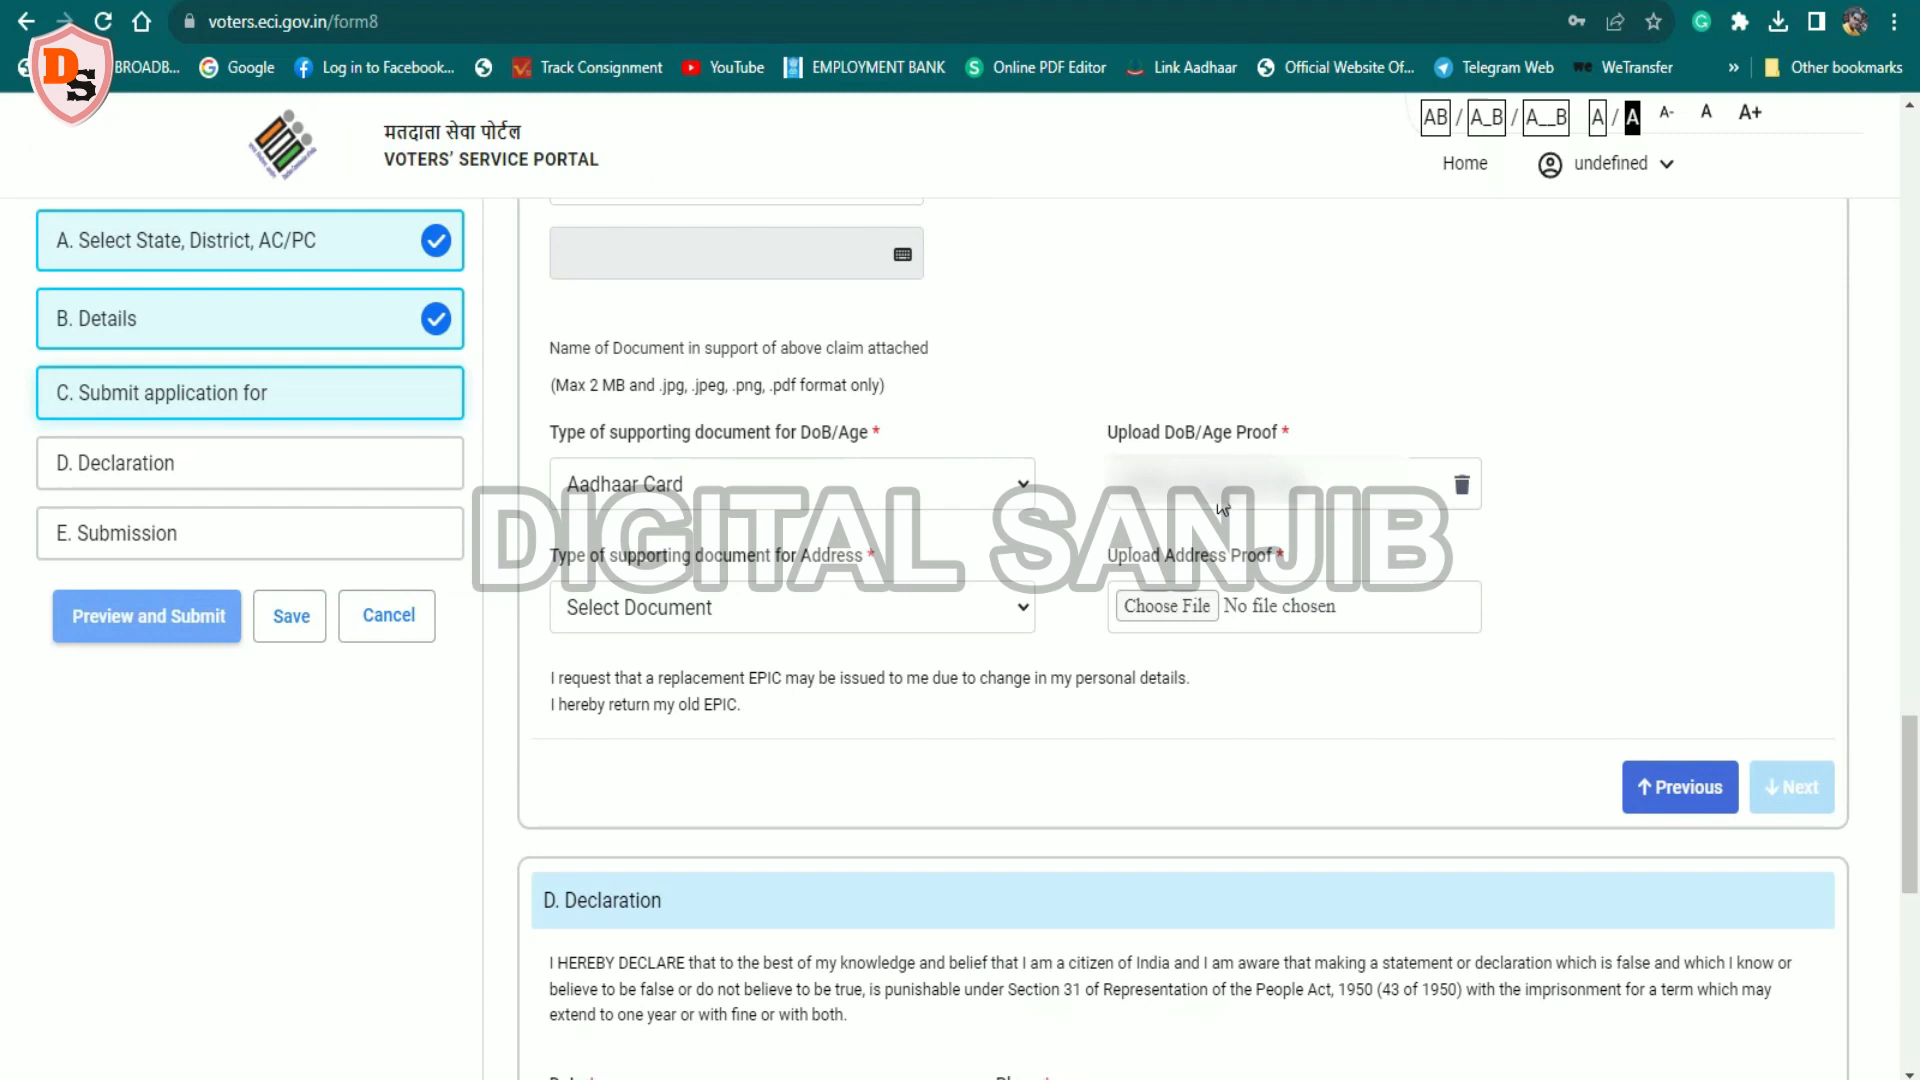 voters.eci.gov.in/form8
DS
BROADB...
Google
Log in to Facebook...
Track Consignment
YouTube
EMPLOYMENT BANK
Online PDF Editor
Link Aadhaar
Official Website Of...
Telegram Web
WeTransfer
»
Other bookmarks
मतदाता सेवा पोर्टल
VOTERS' SERVICE PORTAL
AB / A_B / A__B A / A A- A A+
Home
undefined
A. Select State, District, AC/PC
B. Details
C. Submit application for
D. Declaration
E. Submission
Preview and Submit
Save
Cancel
Name of Document in support of above claim attached
(Max 2 MB and .jpg, .jpeg, .png, .pdf format only)
Type of supporting document for DoB/Age *
Upload DoB/Age Proof *
Aadhaar Card
DIGITAL SANJIB
Type of supporting document for Address *
Upload Address Proof *
Select Document
Choose File No file chosen
I request that a replacement EPIC may be issued to me due to change in my personal details.
I hereby return my old EPIC.
Previous
Next
D. Declaration
I HEREBY DECLARE that to the best of my knowledge and belief that I am a citizen of India and I am aware that making a statement or declaration which is false and which I know or
believe to be false or do not believe to be true, is punishable under Section 31 of Representation of the People Act, 1950 (43 of 1950) with the imprisonment for a term which may
extend to one year or with fine or with both.